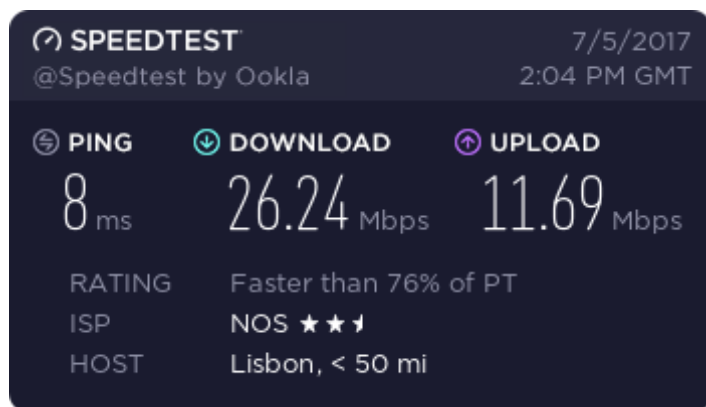 SPEEDTEST 7/5/2017
@Speedtest by Ookla 2:04 PM GMT
PING DOWNLOAD UPLOAD
8 ms 26.24 Mbps 11.69 Mbps
RATING Faster than 76% of PT
ISP NOS
HOST Lisbon, < 50 mi